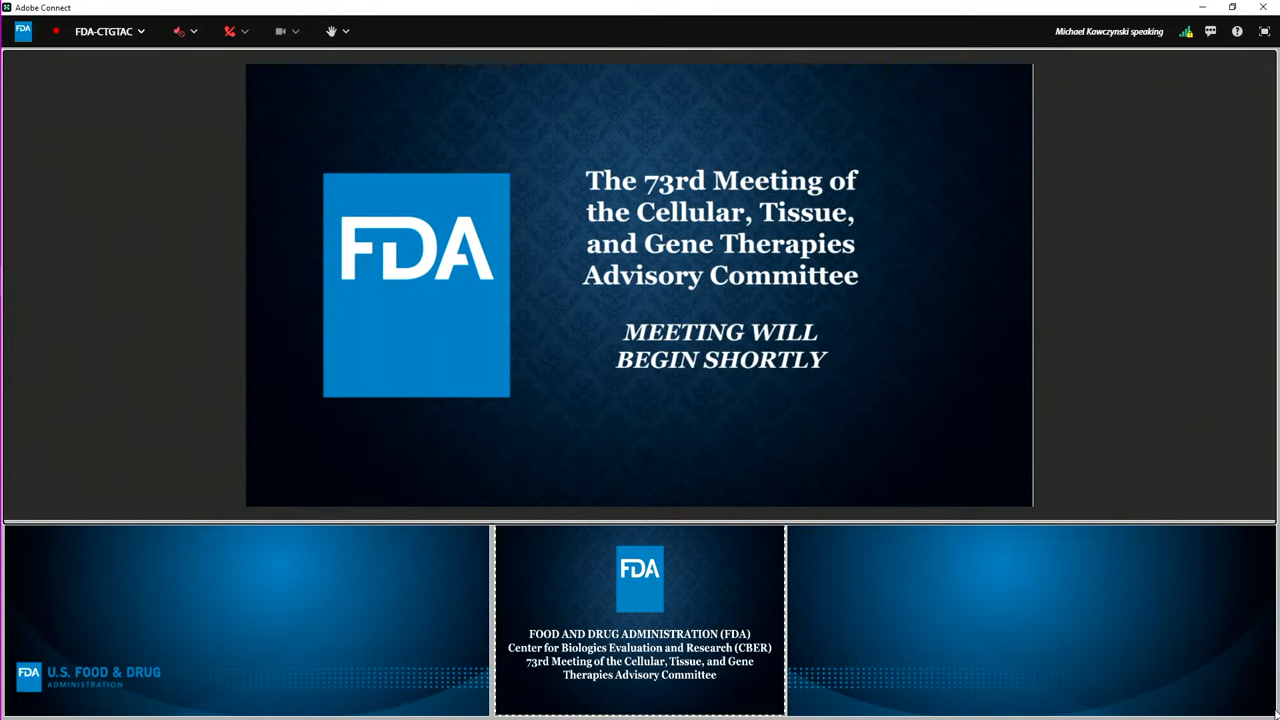 Adobe Connect
FDA
FDA-CTGTAC
Michael Kawczynski speaking
The 73rd Meeting of
the Cellular, Tissue,
and Gene Therapies
Advisory Committee
FDA
MEETING WILL
BEGIN SHORTLY
FDA
FOOD AND DRUG ADMINISTRATION (FDA)
Center for Biologics Evaluation and Research (CBER)
73rd Meeting of the Cellular, Tissue, and Gene
Therapies Advisory Committee
FDA
U.S. FOOD & DRUG
ADMINISTRATION